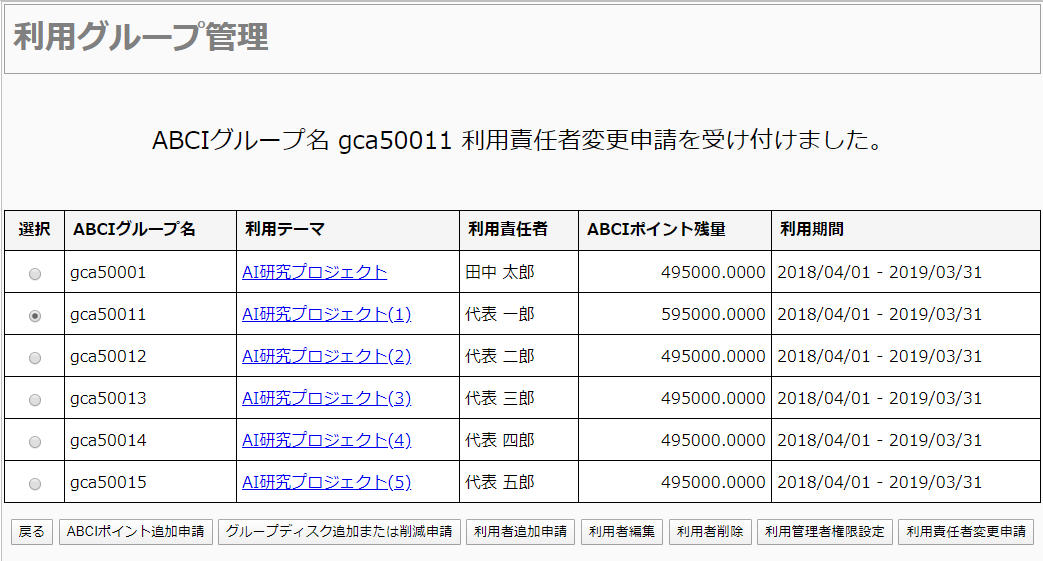 利用グループ管理
ABCIグループ名 gca50011 利用責任者変更申請を受け付けました。
選択 ABCIグループ名 利用テーマ 利用責任者 ABCIポイント残量 利用期間
gca50001 AI研究プロジェクト 田中 太郎 495000.0000 2018/04/01 - 2019/03/31
gca50011 AI研究プロジェクト(1) 代表 一郎 595000.0000 2018/04/01 - 2019/03/31
gca50012 AI研究プロジェクト(2) 代表 二郎 495000.0000 2018/04/01 - 2019/03/31
gca50013 AI研究プロジェクト(3) 代表 三郎 495000.0000 2018/04/01 - 2019/03/31
gca50014 AI研究プロジェクト(4) 代表 四郎 495000.0000 2018/04/01 - 2019/03/31
gca50015 AI研究プロジェクト(5) 代表 五郎 495000.0000 2018/04/01 - 2019/03/31
戻る ABCIポイント追加申請 グループディスク追加または削減申請 利用者追加申請 利用者編集 利用者削除 利用管理者権限設定 利用責任者変更申請